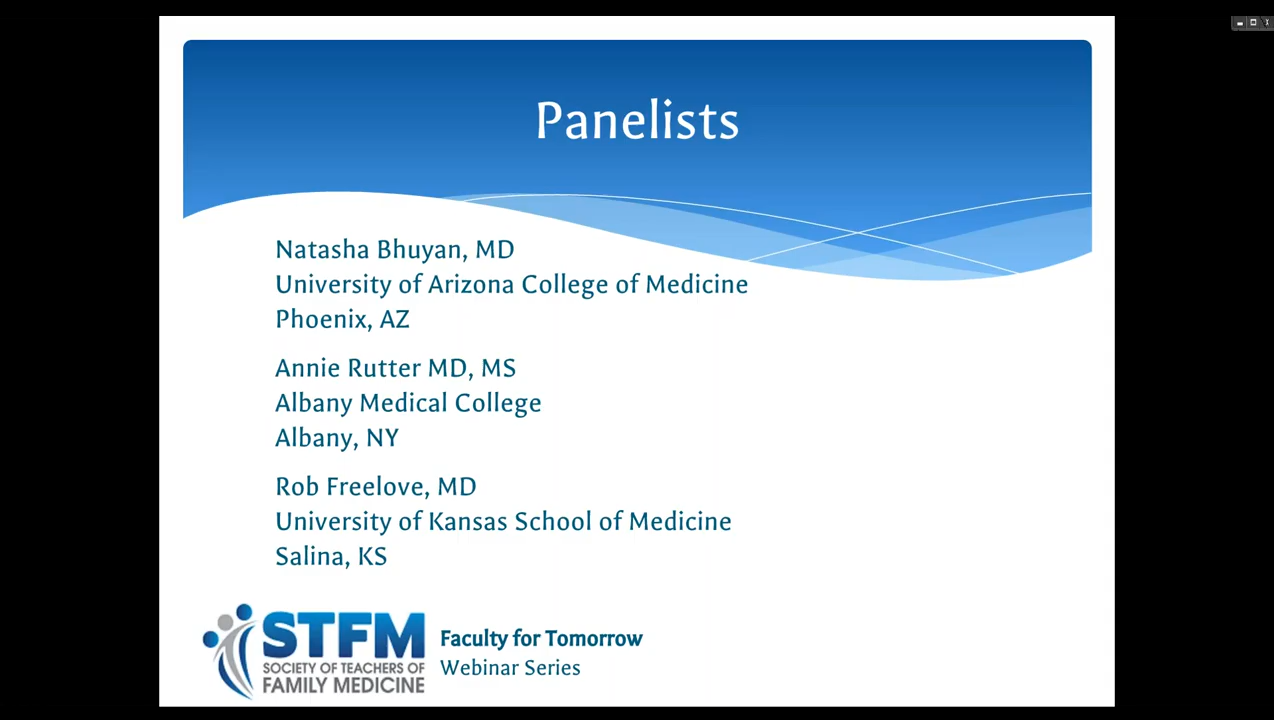 Panelists
Natasha Bhuyan, MD
University of Arizona College of Medicine
Phoenix, AZ
Annie Rutter MD, MS
Albany Medical College
Albany, NY
Rob Freelove, MD
University of Kansas School of Medicine
Salina, KS
STFM
SOCIETY OF TEACHERS OF
FAMILY MEDICINE
Faculty for Tomorrow
Webinar Series